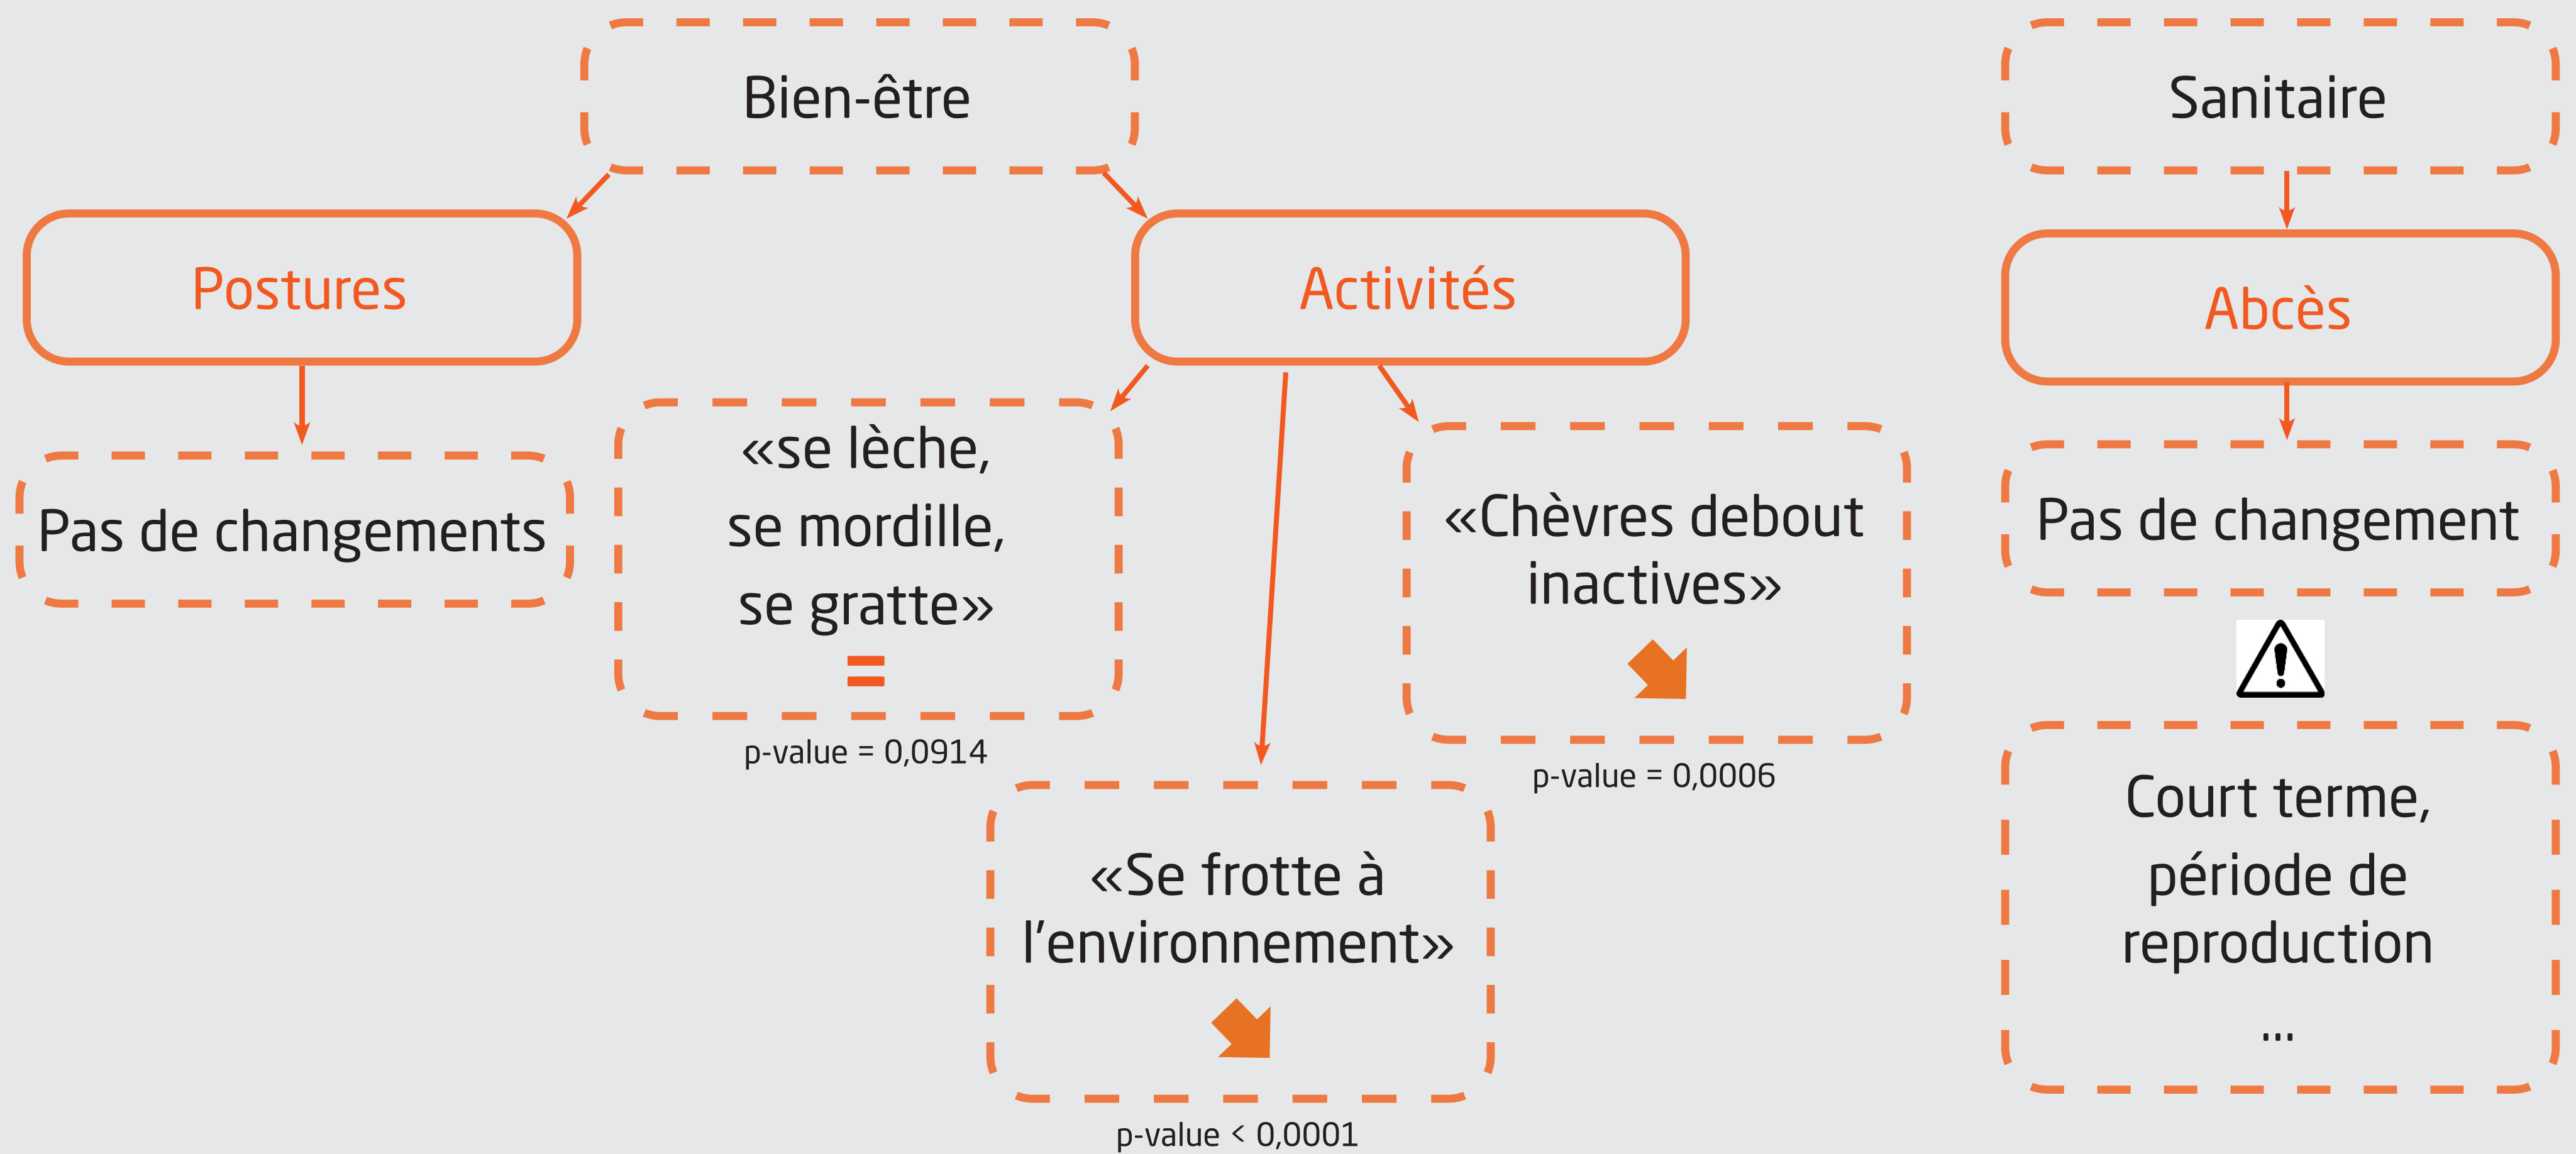 Bien-être
Sanitaire
Postures
Activités
Abcès
Pas de changements
«se lèche,
se mordille,
se gratte»
=
p-value = 0,0914
«Se frotte à
l'environnement»
p-value < 0,0001
«Chèvres debout
inactives»
p-value = 0,0006
Pas de changement
Court terme,
période de
reproduction
...